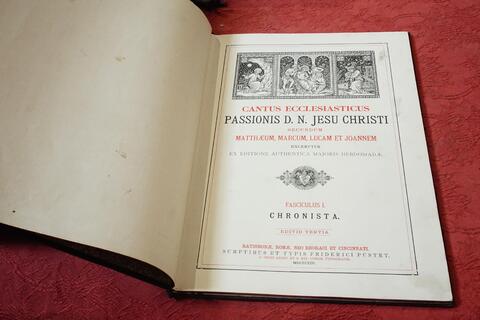 CANTUS ECCLESIASTICUS
PASSIONIS D. N. JESU CHRISTI
SECUNDUM
MATTHÆUM, MARCUM, LUCAM ET JOANNEM
EXCERPTUS
EX EDITIONE AUTHENTICA MAJORIS HEBDOMADÆ.
FASCICULUS I.
CHRONISTA.
EDITIO TERTIA.
RATISBONÆ, ROMÆ, NEO EBORACI ET CINCINNATI.
SUMPTIBUS ET TYPIS FRIDERICI PUSTET,